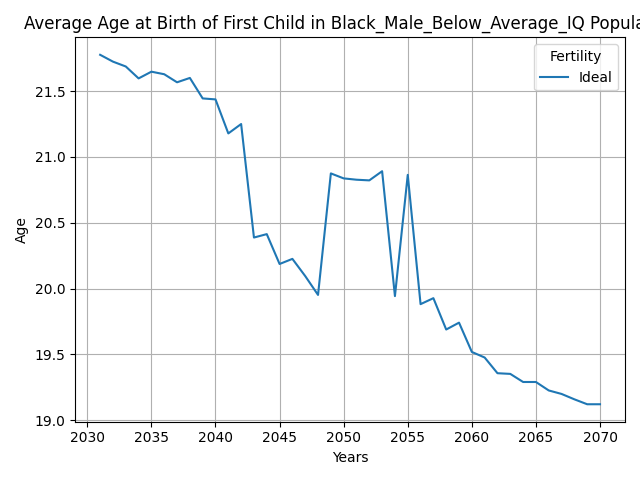 Average Age at Birth of First Child in Black_Male_Below_Average_IQ Popula
Fertility
Ideal
21.5
21.0
20.5
20.0
19.5
19.0
Age
2030 2035 2040 2045 2050 2055 2060 2065 2070
Years